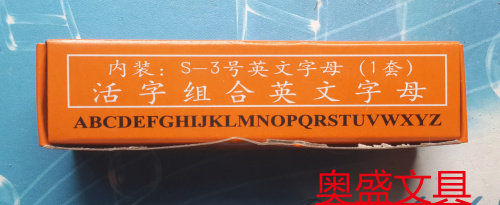 内装：S—3号英文字母（1套）
活字组合英文字母
ABCDEFGHIJKLMNOPQRSTUVWXYZ
奥盛文具